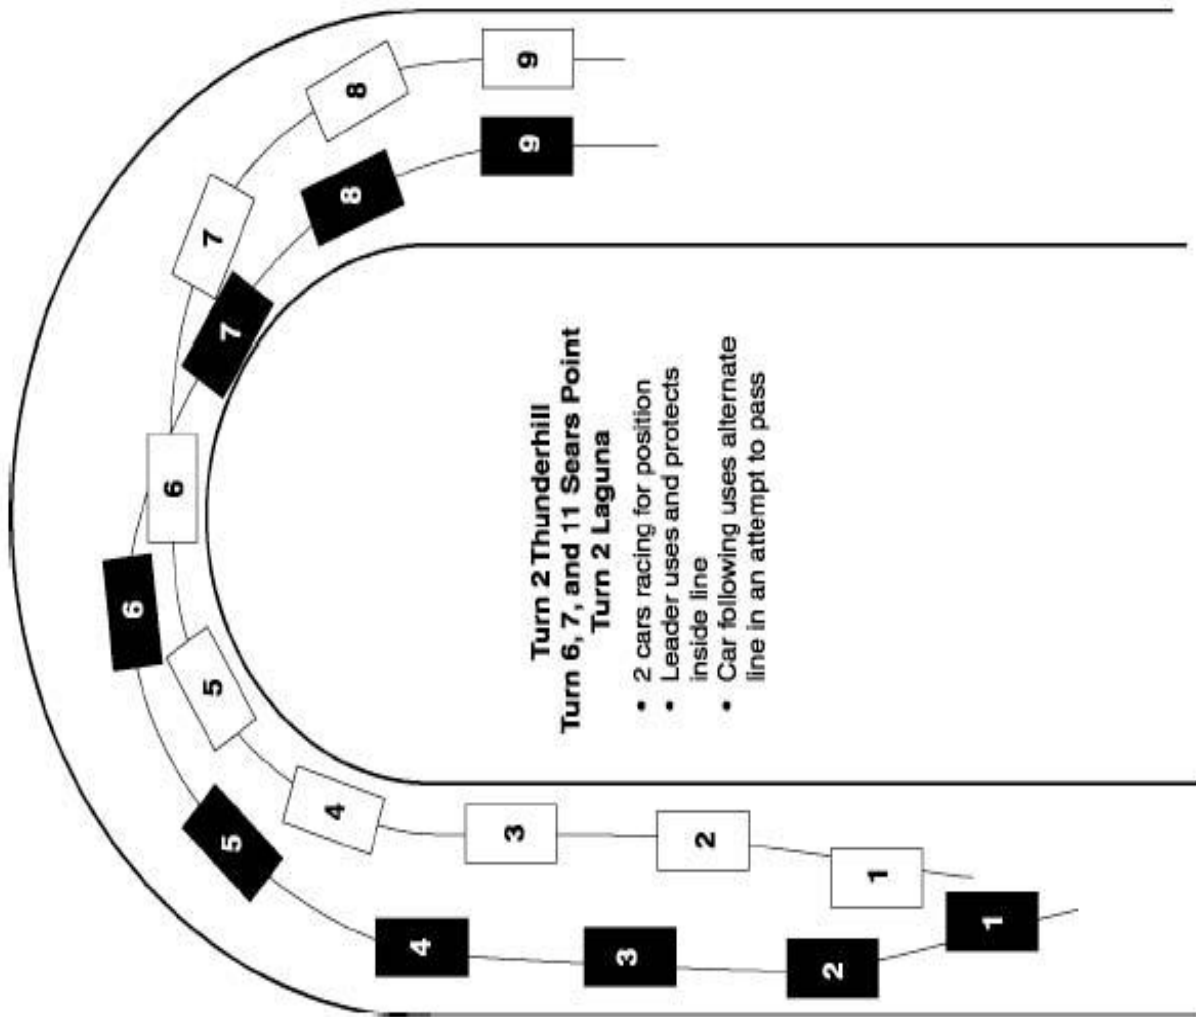 Turn 2 Thunderhill
Turn 6, 7, and 11 Sears Point
Turn 2 Laguna
• 2 cars racing for position
• Leader uses and protects
inside line
• Car following uses alternate
line in an attempt to pass
1
2
3
4
5
6
7
8
9
1
2
3
4
5
6
7
8
9